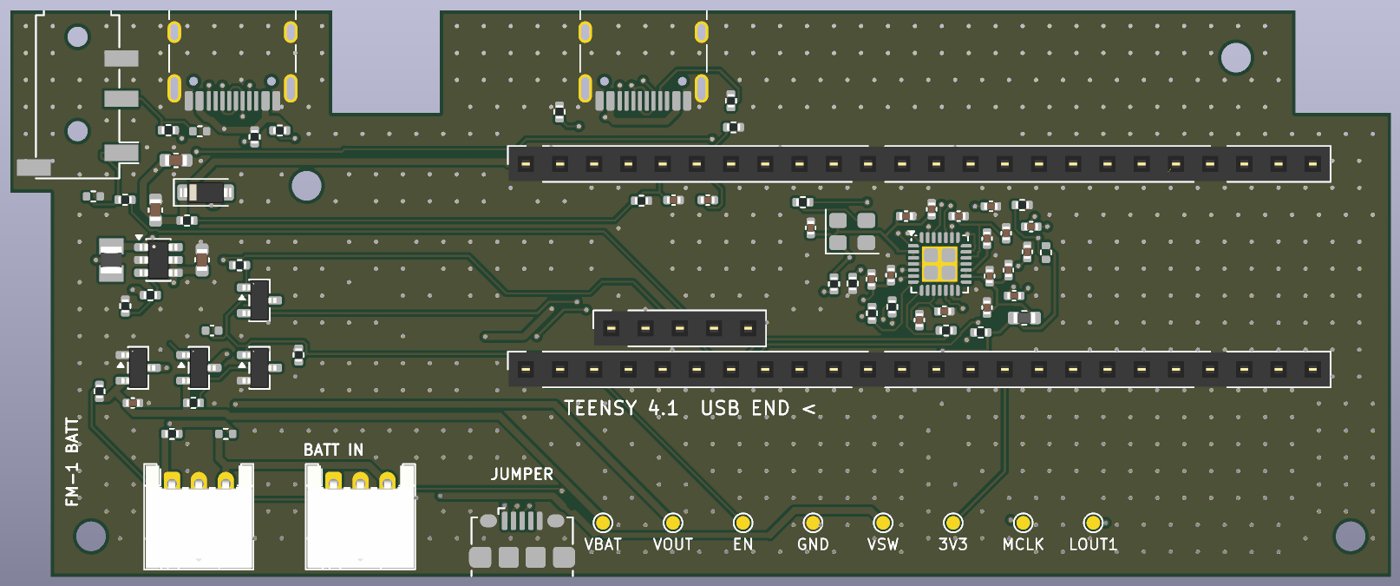 TEENSY 4.1 USB END <
FM-1 BATT
BATT IN
JUMPER
VBAT VOUT EN GND VSW 3V3 MCLK LOUT1